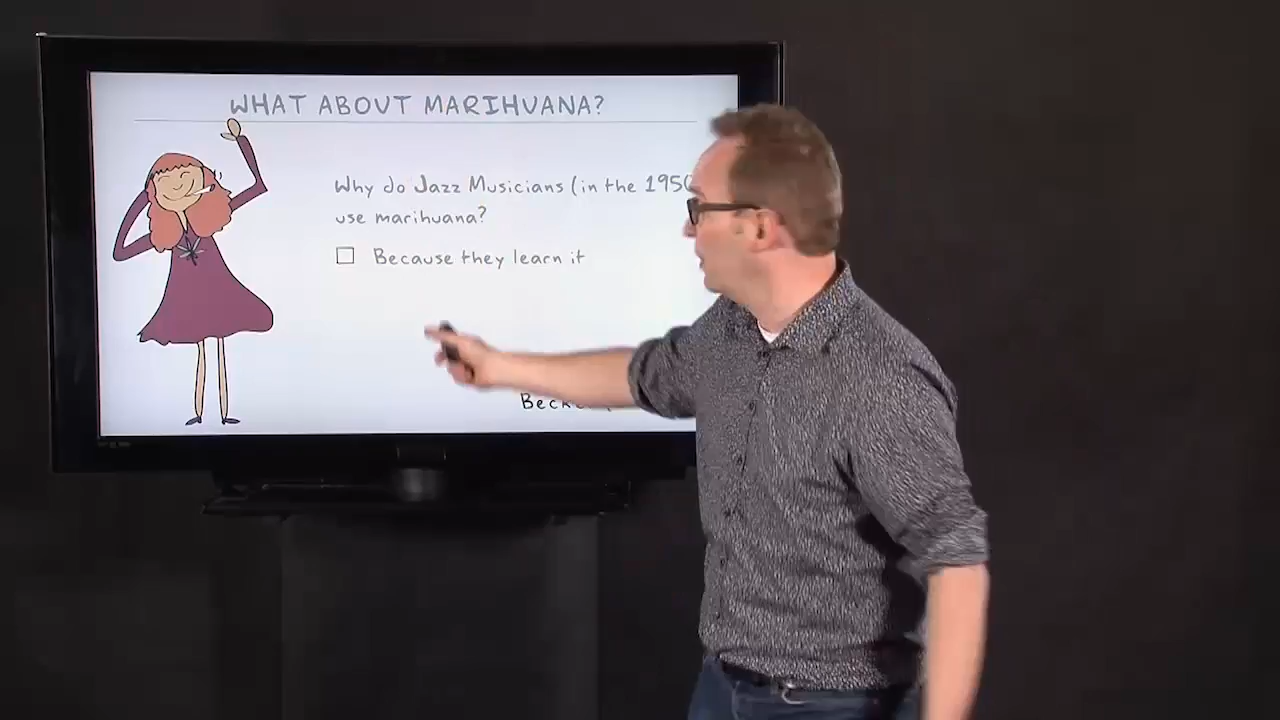 WHAT ABOUT MARIHUANA?
Why do Jazz Musicians (in the
use marihuana?
Because they learn it